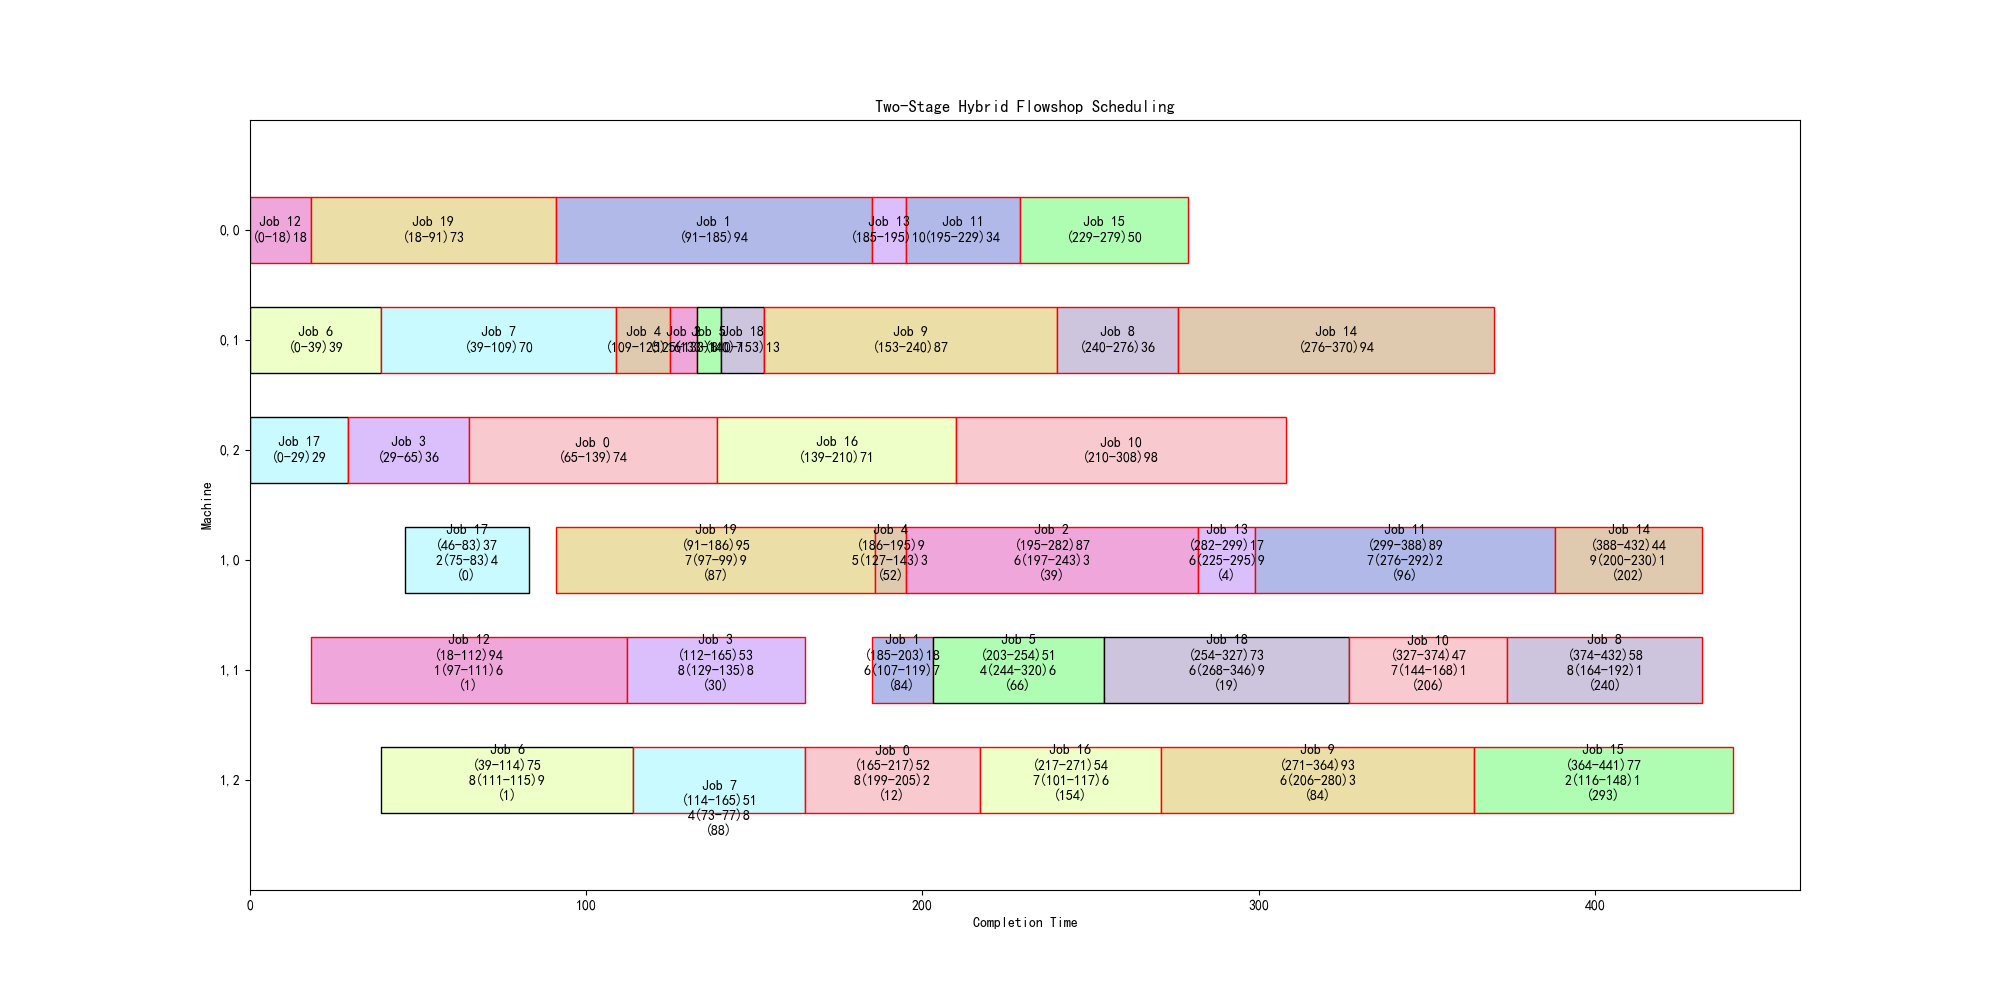 Two-Stage Hybrid Flowshop Scheduling
0,0
Job 12
(0-18)18
Job 19
(18-91)73
Job 1
(91-185)94
Job 13
(185-195)10
Job 11
(195-229)34
Job 15
(229-279)50
0,1
Job 6
(0-39)39
Job 7
(39-109)70
Job 4
Job 2
Job 5
Job 18
Job 9
(153-240)87
Job 8
(240-276)36
Job 14
(276-370)94
0,2
Job 17
(0-29)29
Job 3
(29-65)36
Job 0
(65-139)74
Job 16
(139-210)71
Job 10
(210-308)98
Machine
1,0
Job 17
(46-83)37
2(75-83)4
(0)
Job 19
(91-186)95
7(97-99)9
(87)
Job 4
(186-195)9
5(127-143)3
(52)
Job 2
(195-282)87
6(197-243)3
(39)
Job 13
(282-299)17
6(225-295)9
(4)
Job 11
(299-388)89
7(276-292)2
(96)
Job 14
(388-432)44
9(200-230)1
(202)
1,1
Job 12
(18-112)94
1(97-111)6
(1)
Job 3
(112-165)53
8(129-135)8
(30)
Job 1
(185-203)18
6(107-119)7
(84)
Job 5
(203-254)51
4(244-320)6
(66)
Job 18
(254-327)73
6(268-346)9
(19)
Job 10
(327-374)47
7(144-168)1
(206)
Job 8
(374-432)58
8(164-192)1
(240)
1,2
Job 6
(39-114)75
8(111-115)9
(1)
Job 7
(114-165)51
4(73-77)8
(88)
Job 0
(165-217)52
8(199-205)2
(12)
Job 16
(217-271)54
7(101-117)6
(154)
Job 9
(271-364)93
6(206-280)3
(84)
Job 15
(364-441)77
2(116-148)1
(293)
0
100
200
300
400
Completion Time